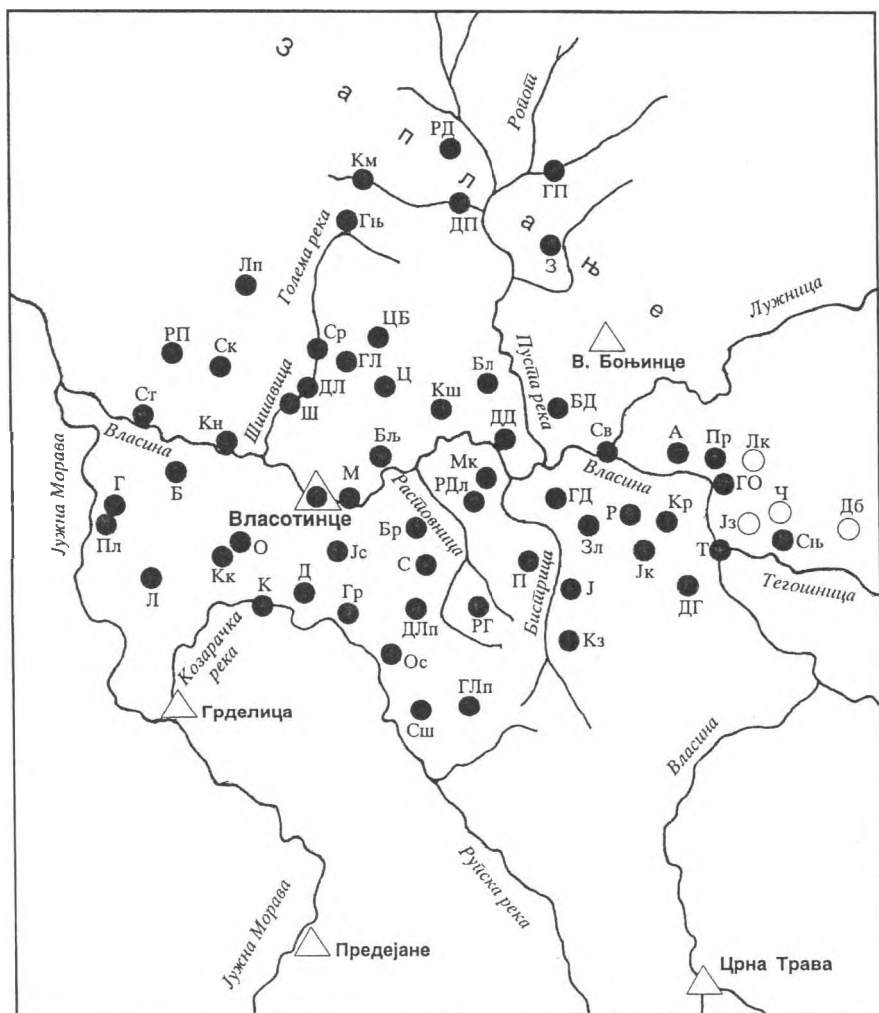 З а п л а њ е
Ропот
РД
Км
ГП
ДП
Гњ
Голема река
З
Лп
Лужница
ЦБ
РП
Ср
В. Боњинце
Ск
ГЛ
Пуста река
Ц
Бл
ДЛ
Кш
БД
Ст
Ш
Шишавица
Кн
ДД
Св
А
Пр
Лк
Власина
Бљ
Јужна Морава
Б
М
Мк
Власина
ГО
Г
Власотинце
РДл
ГД
Р
Кр
Ч
Дб
Растовница
Јз
Пл
Бр
Зл
Сњ
О
Јс
Т
Кк
С
П
Јк
Бистрица
Тегошница
Л
К
Д
Гр
Ј
ДГ
ДЛп
РГ
Козарачка река
Ос
Кз
ГЛп
Сш
Грделица
Власина
Рупска река
Јужна Морава
Предејане
Црна Трава